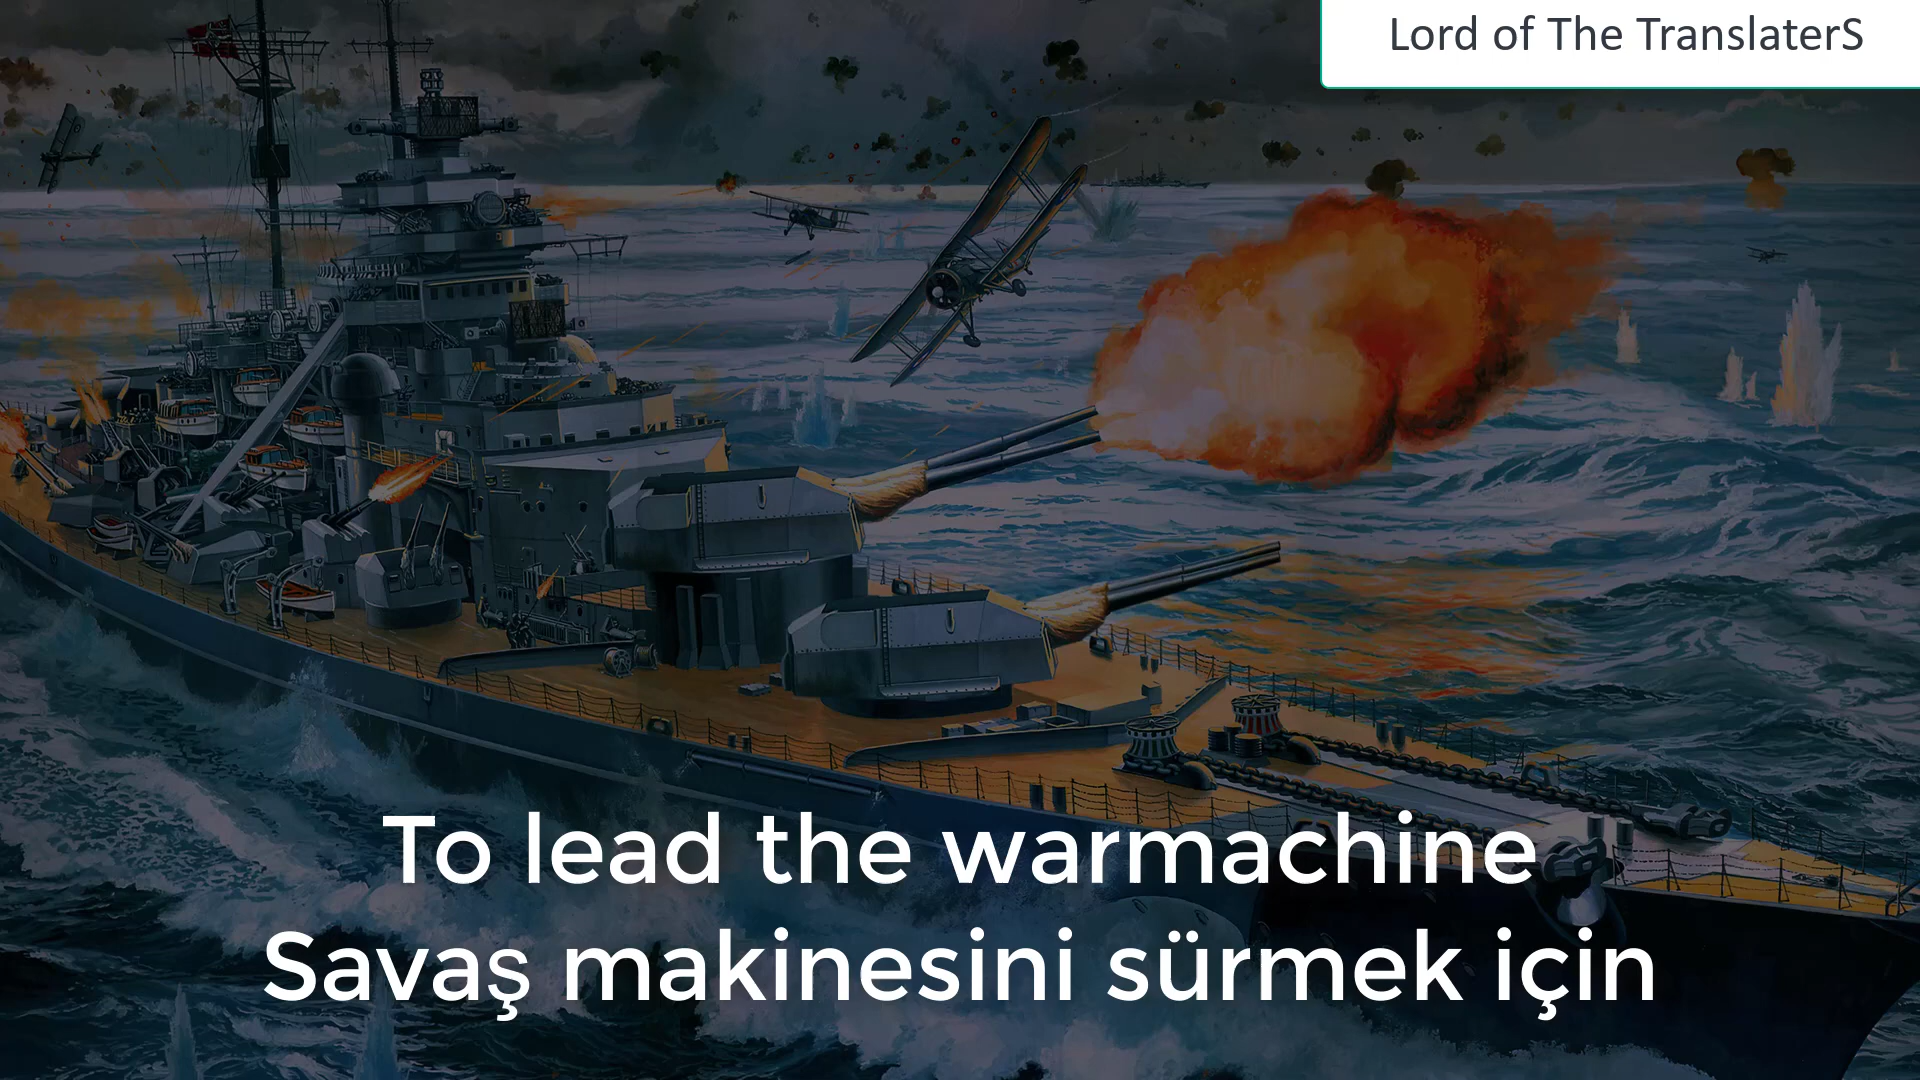 Lord of The TranslaterS
To lead the warmachine
Savaş makinesini sürmek için